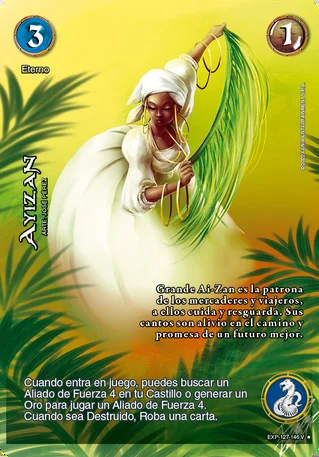 3
1
Eterno
AYIZAN
ARTE: JOSE PEREZ
Grande Ai-Zan es la patrona
de los mercaderes y viajeros,
a ellos cuida y resguarda. Sus
cantos son alivio en el camino y
promesa de un futuro mejor.
Cuando entra en juego, puedes buscar un
Aliado de Fuerza 4 en tu Castillo o generar un
Oro para jugar un Aliado de Fuerza 4.
Cuando sea Destruido, Roba una carta.
EXP-127-146 V